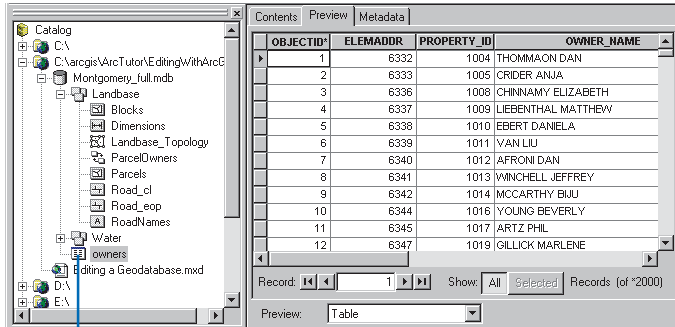 Catalog
C:\
C:\arcgis\ArcTutor\EditingWithArcG
Montgomery_full.mdb
Landbase
Blocks
Dimensions
Landbase_Topology
ParcelOwners
Parcels
Road_cl
Road_eop
RoadNames
Water
owners
Editing a Geodatabase.mxd
D:\
E:\
Contents Preview Metadata
OBJECTID* ELEMADDR PROPERTY_ID OWNER_NAME
1 6332 1004 THOMMAON DAN
2 6333 1005 CRIDER ANJA
3 6336 1008 CHINNAMY ELIZABETH
4 6337 1009 LIEBENTHAL MATTHEW
5 6338 1010 EBERT DANIELA
6 6339 1011 VAN LIU
7 6340 1012 AFRONI DAN
8 6341 1013 WINCHELL JEFFREY
9 6342 1014 MCCARTHY BIJU
10 6344 1016 YOUNG BEVERLY
11 6345 1017 ARTZ PHIL
12 6347 1019 GILLICK MARLENE
Record: 1 Show: All Selected Records (of *2000)
Preview: Table